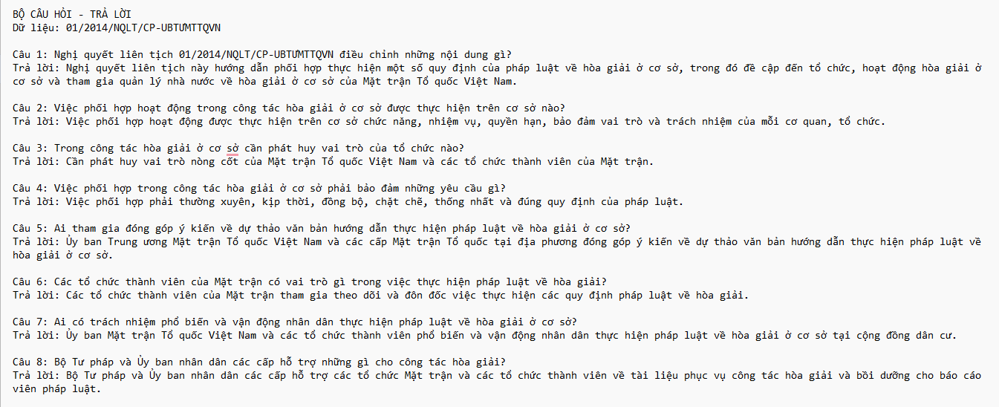 BỘ CÂU HỎI - TRẢ LỜI
Dữ liệu: 01/2014/NQLT/CP-UBTƯMTTQVN
Câu 1: Nghị quyết liên tịch 01/2014/NQLT/CP-UBTƯMTTQVN điều chỉnh những nội dung gì?
Trả lời: Nghị quyết liên tịch này hướng dẫn phối hợp thực hiện một số quy định của pháp luật về hòa giải ở cơ sở, trong đó đề cập đến tổ chức, hoạt động hòa giải ở
cơ sở và tham gia quản lý nhà nước về hòa giải ở cơ sở của Mặt trận Tổ quốc Việt Nam.
Câu 2: Việc phối hợp hoạt động trong công tác hòa giải ở cơ sở được thực hiện trên cơ sở nào?
Trả lời: Việc phối hợp hoạt động được thực hiện trên cơ sở chức năng, nhiệm vụ, quyền hạn, bảo đảm vai trò và trách nhiệm của mỗi cơ quan, tổ chức.
Câu 3: Trong công tác hòa giải ở cơ sở cần phát huy vai trò của tổ chức nào?
Trả lời: Cần phát huy vai trò nòng cốt của Mặt trận Tổ quốc Việt Nam và các tổ chức thành viên của Mặt trận.
Câu 4: Việc phối hợp trong công tác hòa giải ở cơ sở phải bảo đảm những yêu cầu gì?
Trả lời: Việc phối hợp phải thường xuyên, kịp thời, đồng bộ, chặt chẽ, thống nhất và đúng quy định của pháp luật.
Câu 5: Ai tham gia đóng góp ý kiến về dự thảo văn bản hướng dẫn thực hiện pháp luật về hòa giải ở cơ sở?
Trả lời: Ủy ban Trung ương Mặt trận Tổ quốc Việt Nam và các cấp Mặt trận Tổ quốc tại địa phương đóng góp ý kiến về dự thảo văn bản hướng dẫn thực hiện pháp luật về
hòa giải ở cơ sở.
Câu 6: Các tổ chức thành viên của Mặt trận có vai trò gì trong việc thực hiện pháp luật về hòa giải?
Trả lời: Các tổ chức thành viên của Mặt trận tham gia theo dõi và đôn đốc việc thực hiện các quy định pháp luật về hòa giải.
Câu 7: Ai có trách nhiệm phổ biến và vận động nhân dân thực hiện pháp luật về hòa giải ở cơ sở?
Trả lời: Ủy ban Mặt trận Tổ quốc Việt Nam và các tổ chức thành viên phổ biến và vận động nhân dân thực hiện pháp luật về hòa giải ở cơ sở tại cộng đồng dân cư.
Câu 8: Bộ Tư pháp và Ủy ban nhân dân các cấp hỗ trợ những gì cho công tác hòa giải?
Trả lời: Bộ Tư pháp và Ủy ban nhân dân các cấp hỗ trợ các tổ chức Mặt trận và các tổ chức thành viên về tài liệu phục vụ công tác hòa giải và bồi dưỡng cho báo cáo
viên pháp luật.